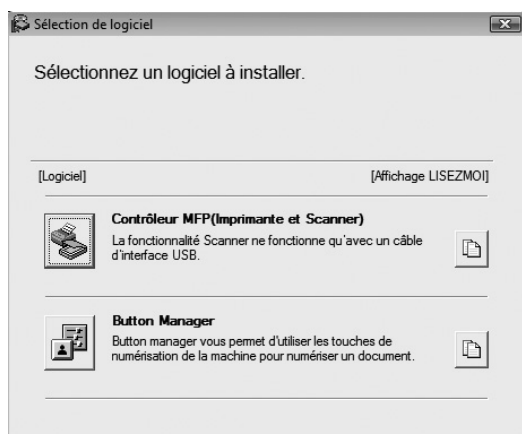 Sélection de logiciel
Sélectionnez un logiciel à installer.
[Logiciel] [Affichage LISEZMOI]
Contrôleur MFP(Imprimante et Scanner)
La fonctionnalité Scanner ne fonctionne qu'avec un câble
d'interface USB.
Button Manager
Button manager vous permet d'utiliser les touches de
numérisation de la machine pour numériser un document.